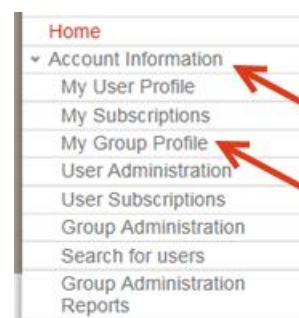 Home
Account Information
My User Profile
My Subscriptions
My Group Profile
User Administration
User Subscriptions
Group Administration
Search for users
Group Administration
Reports